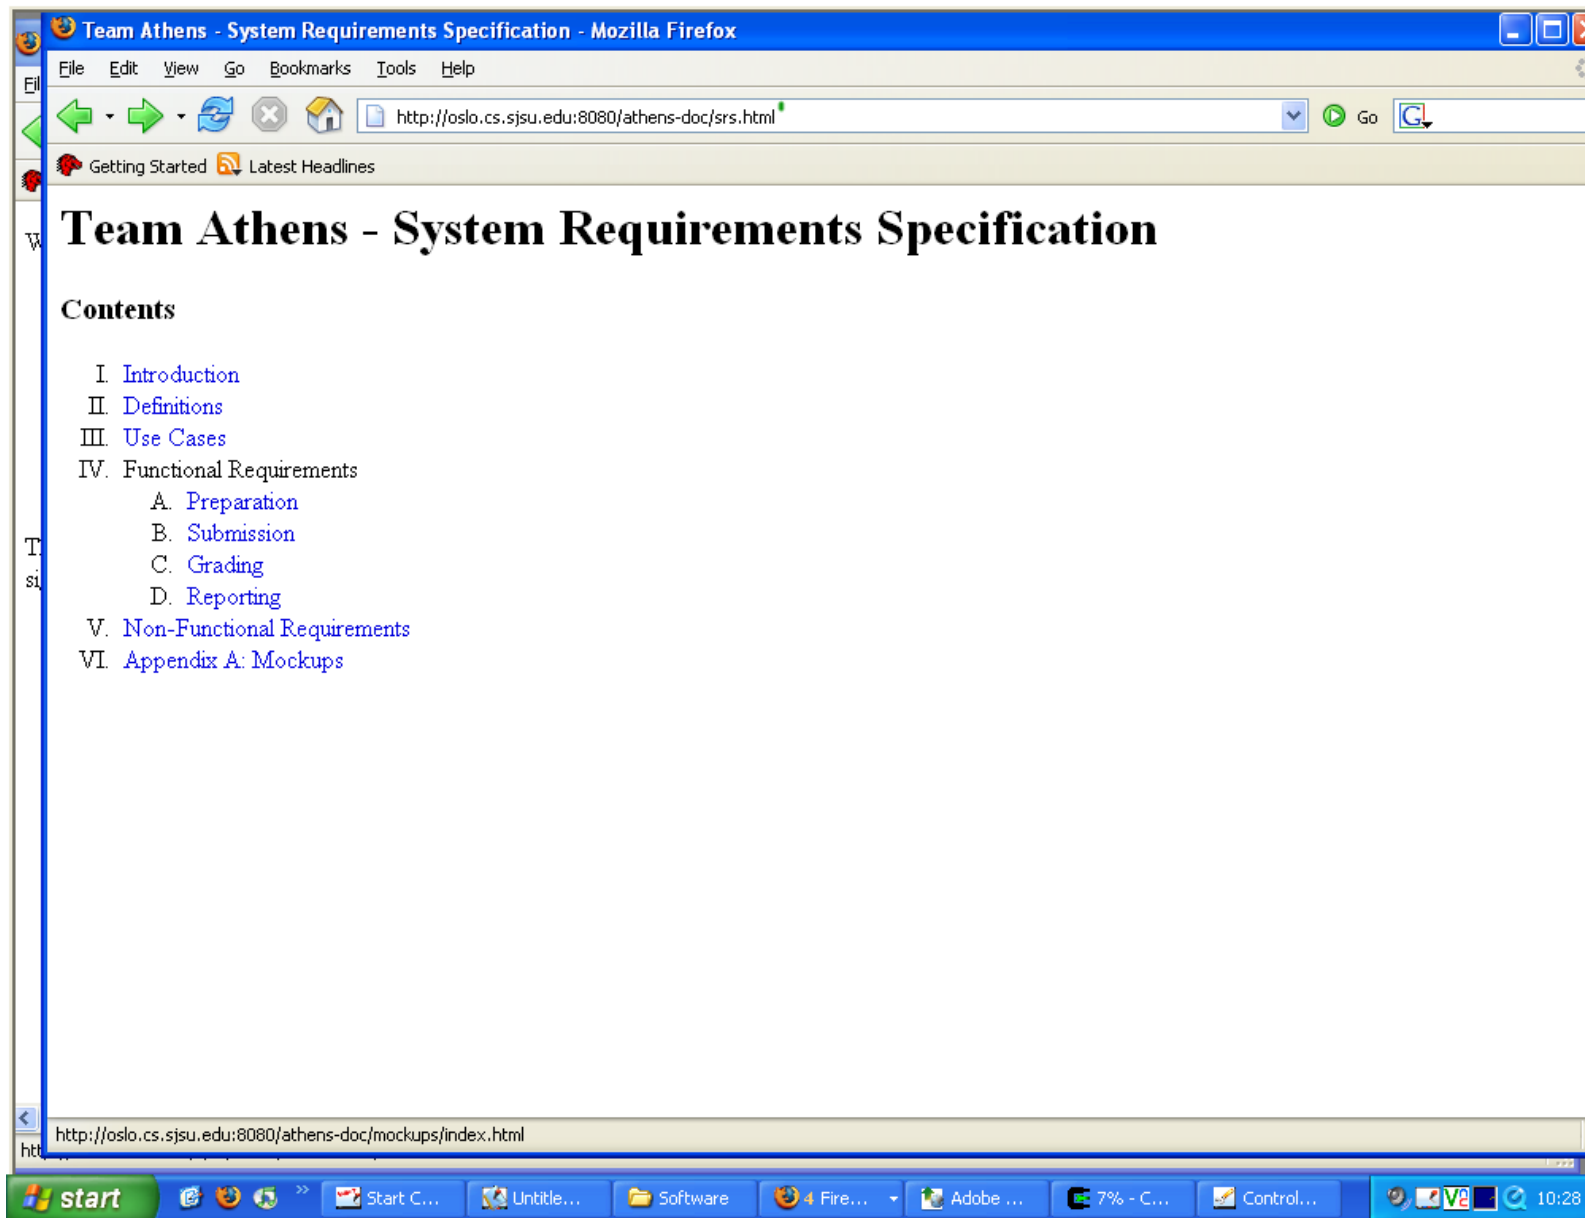 Team Athens - System Requirements Specification - Mozilla Firefox
File Edit View Go Bookmarks Tools Help
http://oslo.cs.sjsu.edu:8080/athens-doc/srs.html Go G
Getting Started Latest Headlines
Team Athens - System Requirements Specification
Contents
I. Introduction
II. Definitions
III. Use Cases
IV. Functional Requirements
A. Preparation
B. Submission
C. Grading
D. Reporting
V. Non-Functional Requirements
VI. Appendix A: Mockups
http://oslo.cs.sjsu.edu:8080/athens-doc/mockups/index.html
start » Start C... Untitle... Software 4 Fire... Adobe ... 7% - C... Control... 10:28